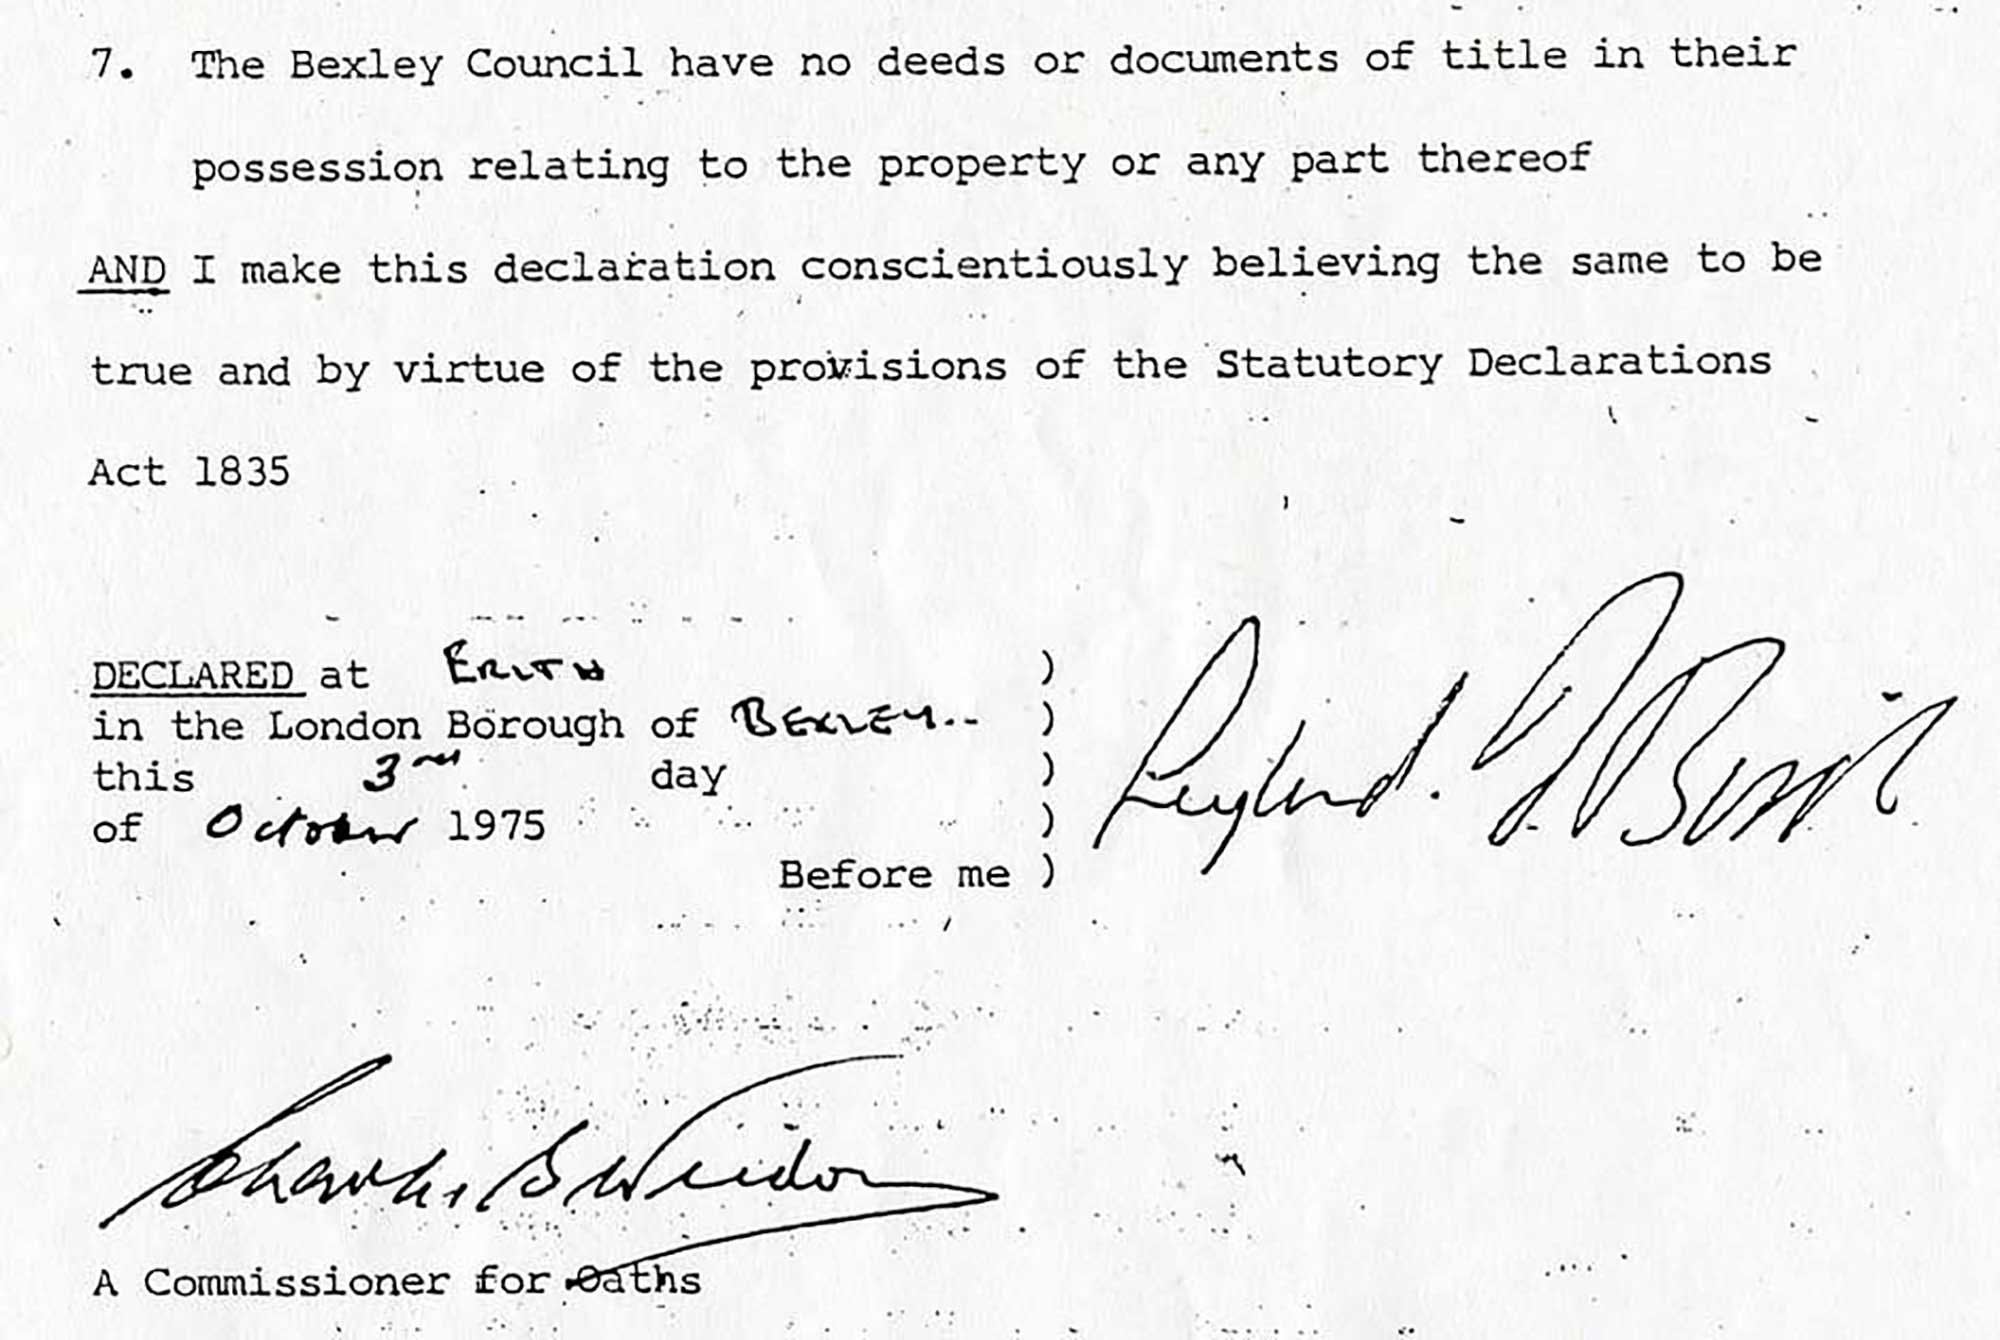 7. The Bexley Council have no deeds or documents of title in their
possession relating to the property or any part thereof
AND I make this declaration conscientiously believing the same to be
true and by virtue of the provisions of the Statutory Declarations
Act 1835
DECLARED at ERITH )
in the London Borough of BEXLEY.. )
this 3rd day )
of October 1975 )
Before me )
A Commissioner for Oaths